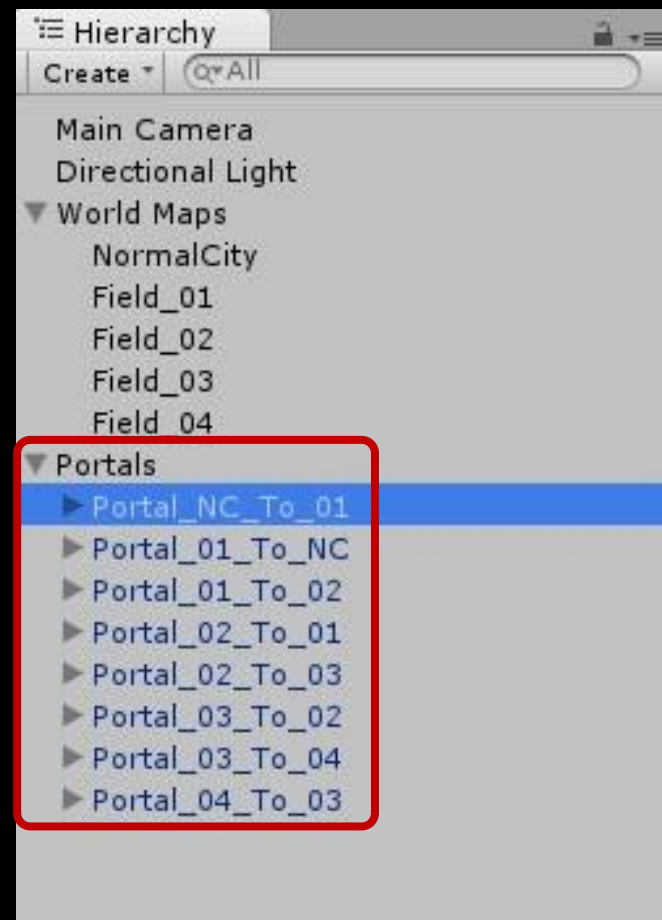 Hierarchy
Create All
Main Camera
Directional Light
World Maps
NormalCity
Field_01
Field_02
Field_03
Field_04
Portals
Portal_NC_To_01
Portal_01_To_NC
Portal_01_To_02
Portal_02_To_01
Portal_02_To_03
Portal_03_To_02
Portal_03_To_04
Portal_04_To_03